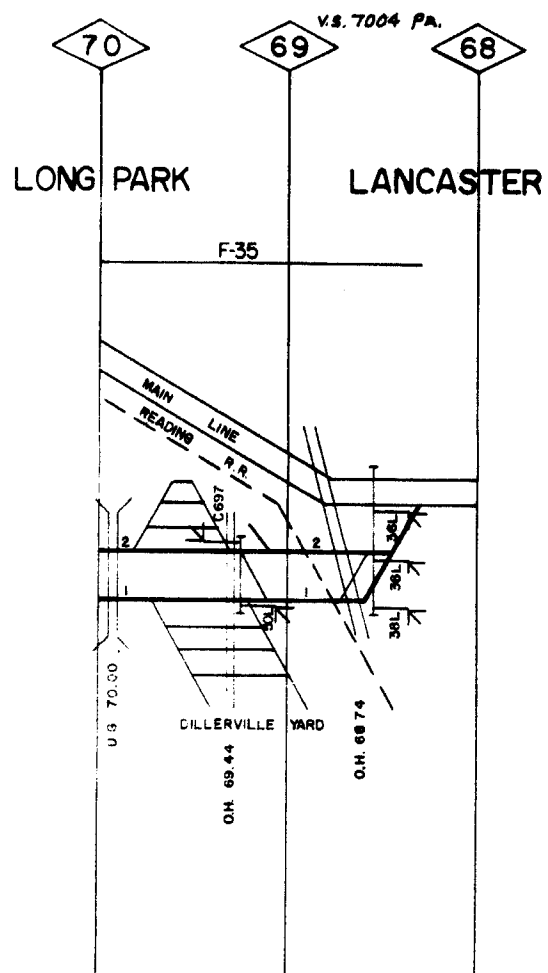 V.S. 7004 PA.
70
69
68
LONG PARK
LANCASTER
F-35
MAIN LINE
READING R.R.
C697
2
2
36L
36L
1
1
50L
38L
U G 70.00
DILLERVILLE YARD
O.H. 69.44
O.H. 68 74